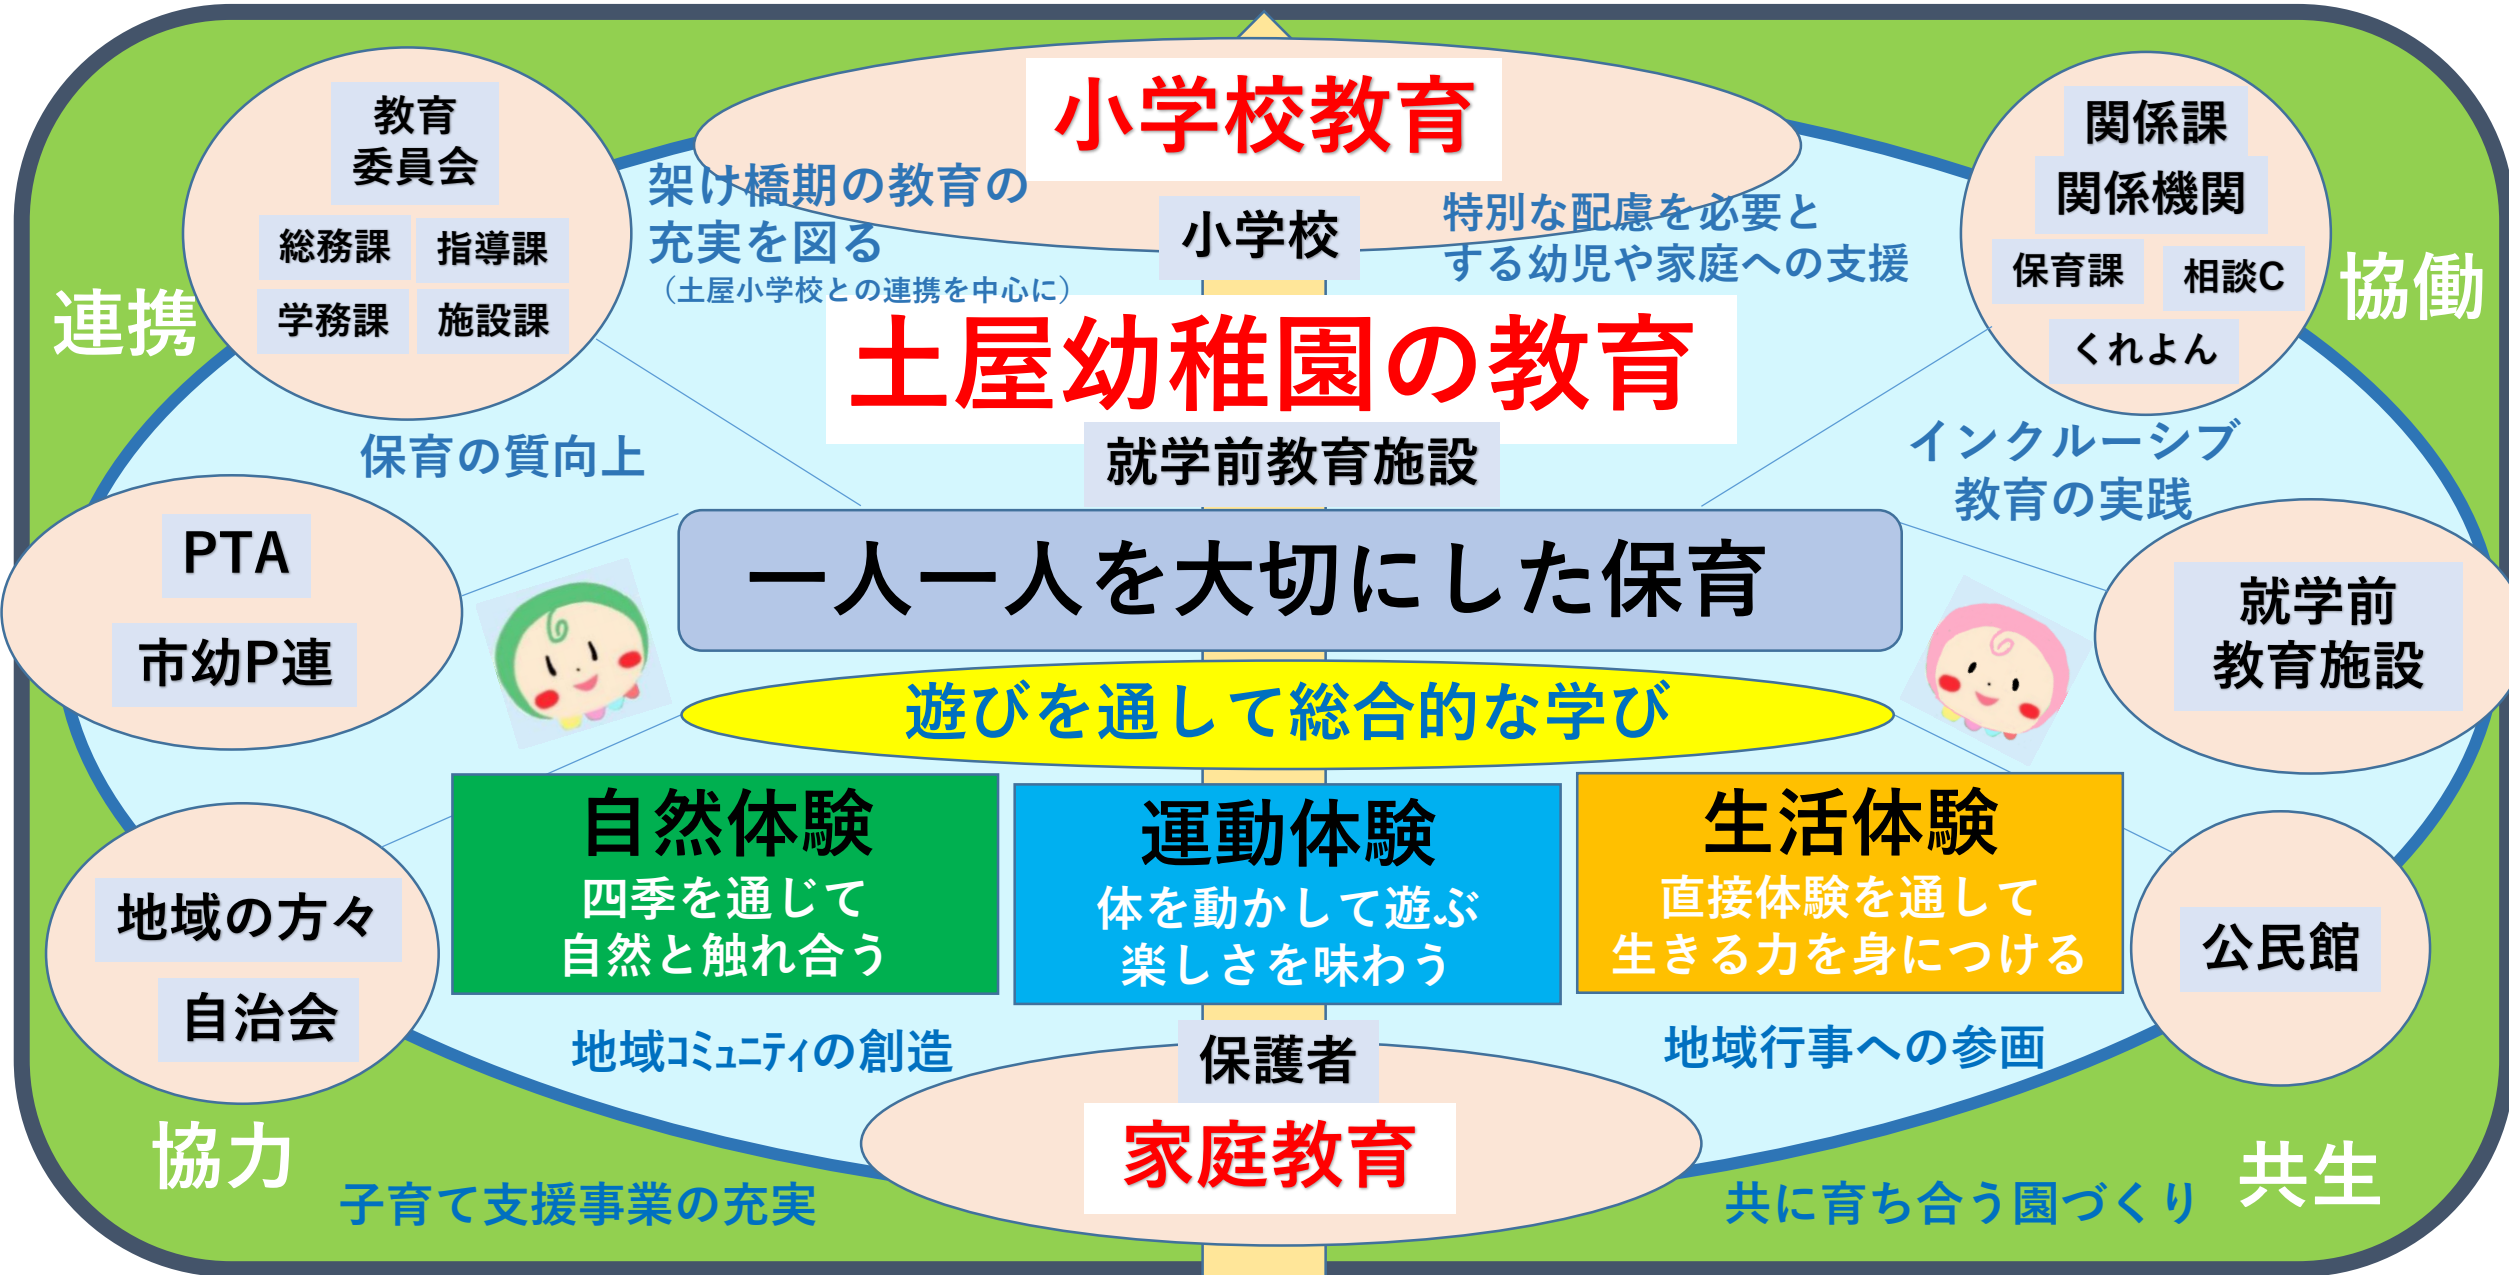 小学校教育
小学校
教育
委員会
総務課
指導課
学務課
施設課
関係課
関係機関
保育課
相談C
くれよん
連携
協働
架け橋期の教育の
充実を図る
（土屋小学校との連携を中心に）
特別な配慮を必要と
する幼児や家庭への支援
土屋幼稚園の教育
就学前教育施設
保育の質向上
インクルーシブ
教育の実践
PTA
市幼P連
一人一人を大切にした保育
就学前
教育施設
遊びを通して総合的な学び
自然体験
四季を通じて
自然と触れ合う
運動体験
体を動かして遊ぶ
楽しさを味わう
生活体験
直接体験を通して
生きる力を身につける
地域の方々
自治会
公民館
地域ｺﾐｭﾆﾃｨの創造
地域行事への参画
保護者
家庭教育
協力
共生
子育て支援事業の充実
共に育ち合う園づくり